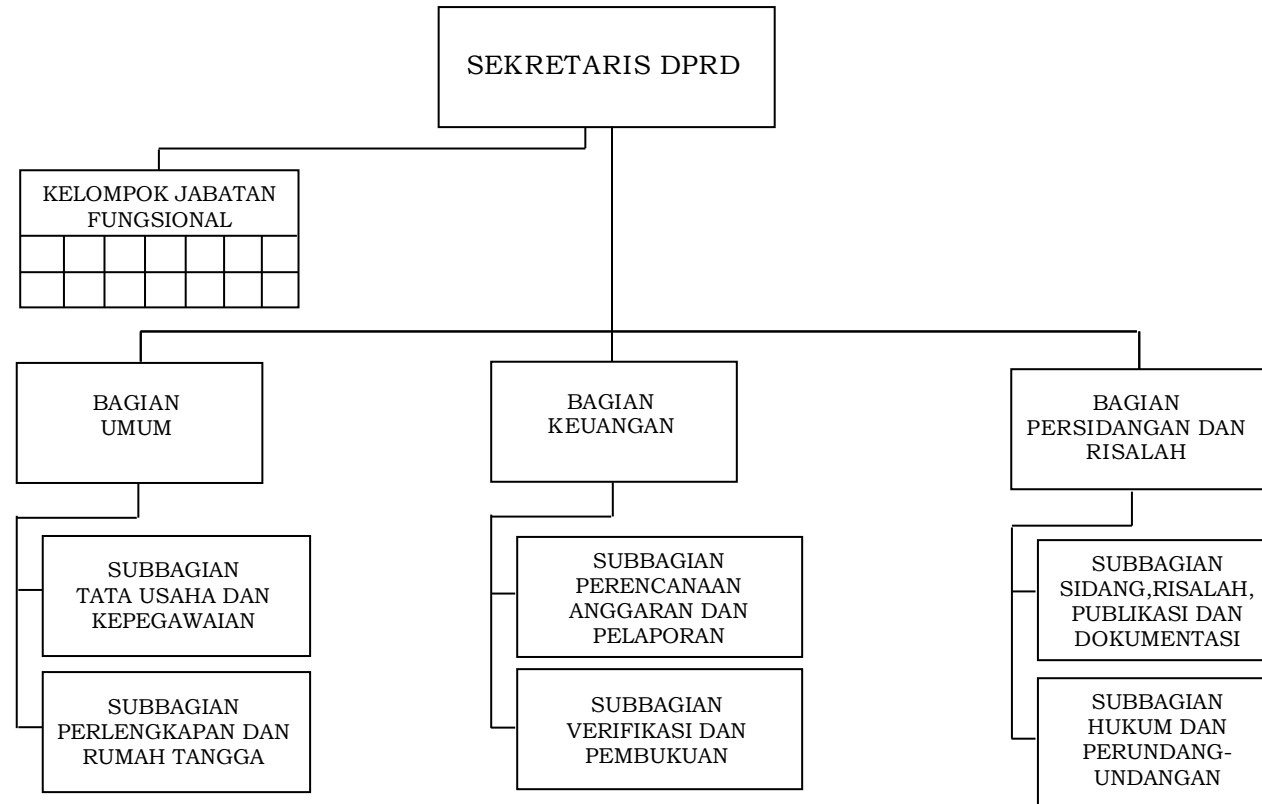 SEKRETARIS DPRD
KELOMPOK JABATAN
FUNGSIONAL
BAGIAN
UMUM
BAGIAN
KEUANGAN
BAGIAN
PERSIDANGAN DAN
RISALAH
SUBBAGIAN
TATA USAHA DAN
KEPEGAWAIAN
SUBBAGIAN
PERLENGKAPAN DAN
RUMAH TANGGA
SUBBAGIAN
PERENCANAAN
ANGGARAN DAN
PELAPORAN
SUBBAGIAN
VERIFIKASI DAN
PEMBUKUAN
SUBBAGIAN
SIDANG,RISALAH,
PUBLIKASI DAN
DOKUMENTASI
SUBBAGIAN
HUKUM DAN
PERUNDANG-
UNDANGAN